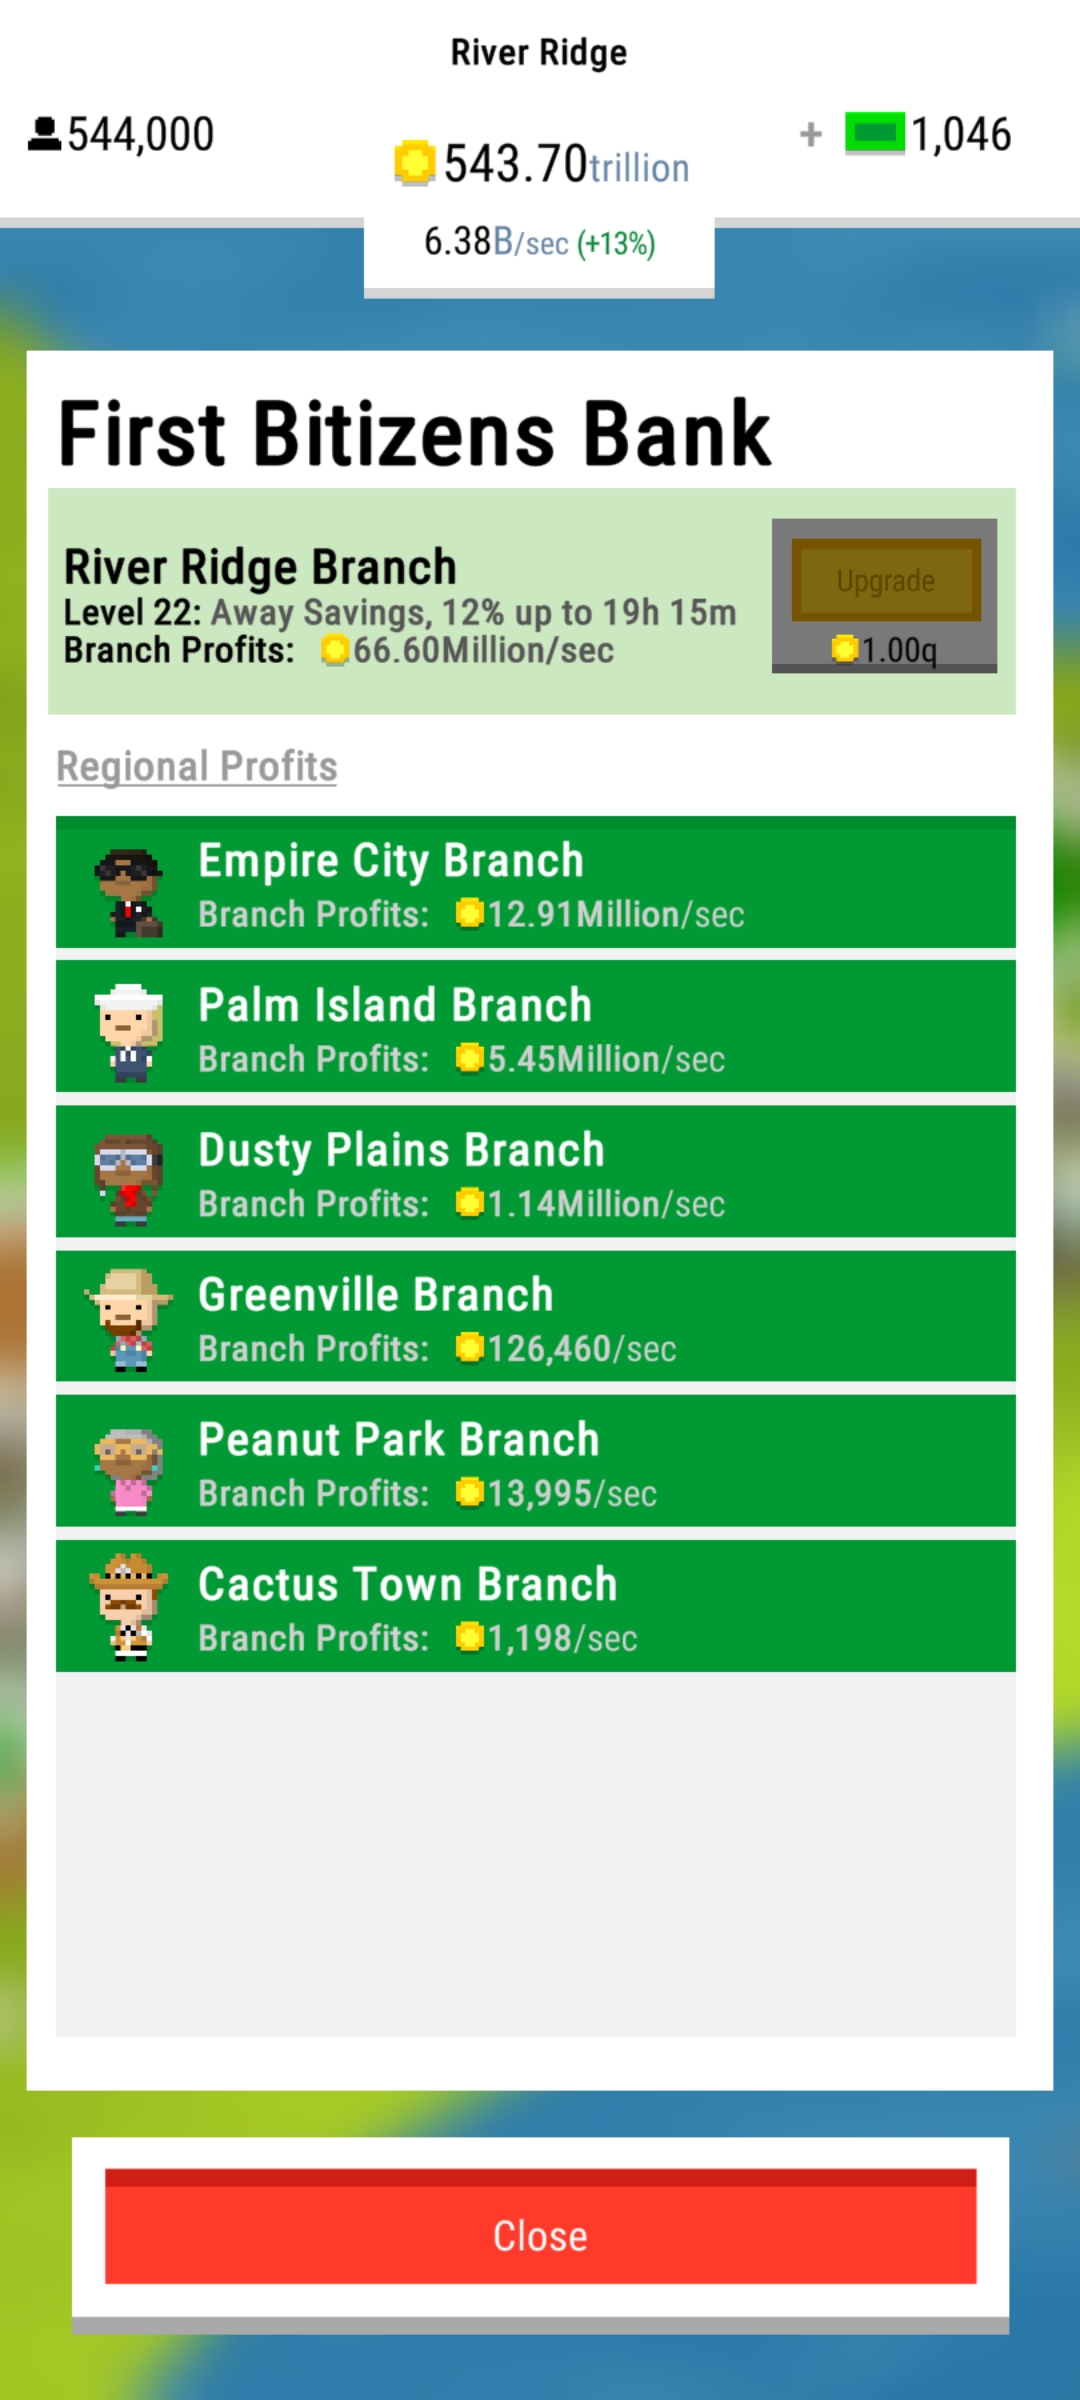 River Ridge
544,000
543.70trillion
+ 1,046
6.38B/sec (+13%)
First Bitizens Bank
River Ridge Branch
Level 22: Away Savings, 12% up to 19h 15m
Branch Profits: 66.60Million/sec
Upgrade
1.00q
Regional Profits
Empire City Branch
Branch Profits: 12.91Million/sec
Palm Island Branch
Branch Profits: 5.45Million/sec
Dusty Plains Branch
Branch Profits: 1.14Million/sec
Greenville Branch
Branch Profits: 126,460/sec
Peanut Park Branch
Branch Profits: 13,995/sec
Cactus Town Branch
Branch Profits: 1,198/sec
Close